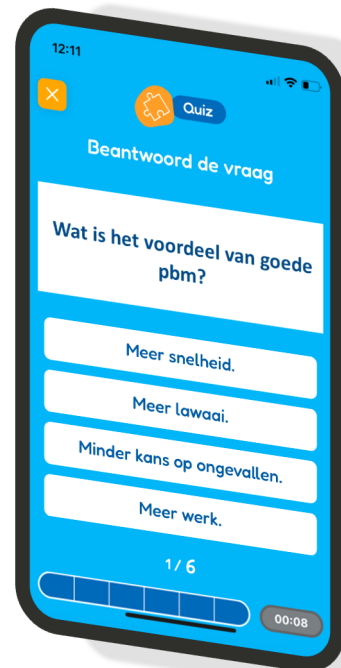 12:11
Quiz
Beantwoord de vraag
Wat is het voordeel van goede
pbm?
Meer snelheid.
Meer lawaai.
Minder kans op ongevallen.
Meer werk.
1/6
00:08